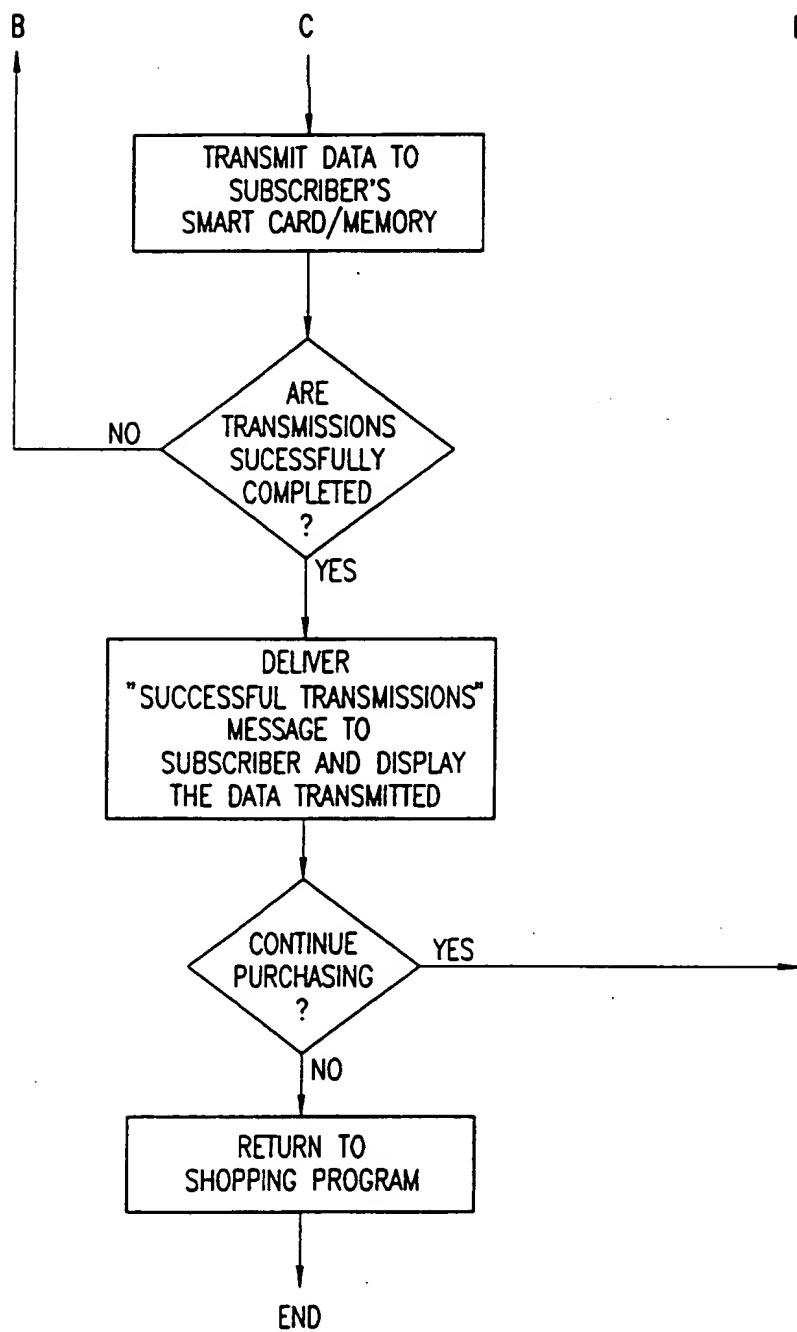 B
C
TRANSMIT DATA TO
SUBSCRIBER'S
SMART CARD/MEMORY
ARE
TRANSMISSIONS
SUCESSFULLY
COMPLETED
?
NO
YES
DELIVER
"SUCCESSFUL TRANSMISSIONS"
MESSAGE TO
SUBSCRIBER AND DISPLAY
THE DATA TRANSMITTED
CONTINUE
PURCHASING
?
YES
NO
RETURN TO
SHOPPING PROGRAM
END